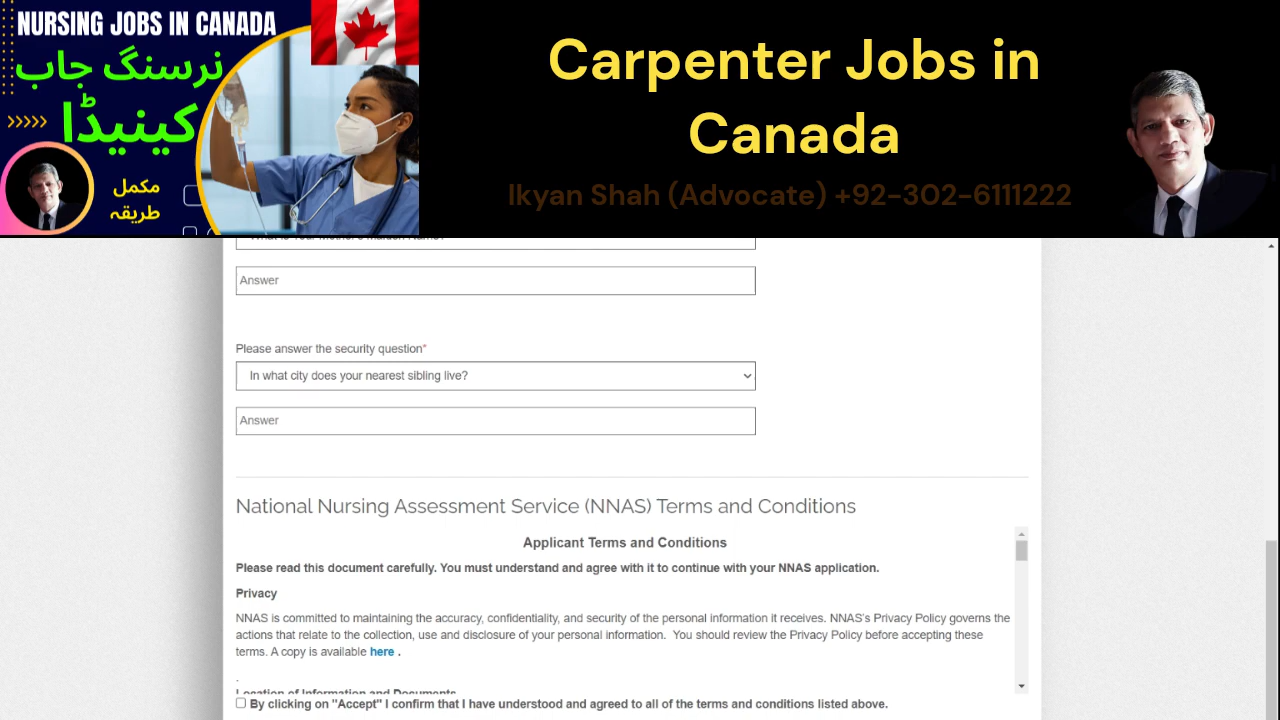 NURSING JOBS IN CANADA
نرسنگ جاب
کینیڈا
مکمل
طریقہ
Carpenter Jobs in
Canada
Ikyan Shah (Advocate) +92-302-6111222
Answer
Please answer the security question*
In what city does your nearest sibling live?
Answer
National Nursing Assessment Service (NNAS) Terms and Conditions
Applicant Terms and Conditions
Please read this document carefully. You must understand and agree with it to continue with your NNAS application.
Privacy
NNAS is committed to maintaining the accuracy, confidentiality, and security of the personal information it receives. NNAS's Privacy Policy governs the
actions that relate to the collection, use and disclosure of your personal information. You should review the Privacy Policy before accepting these
terms. A copy is available here .
.
Location of Information and Documents
By clicking on "Accept" I confirm that I have understood and agreed to all of the terms and conditions listed above.